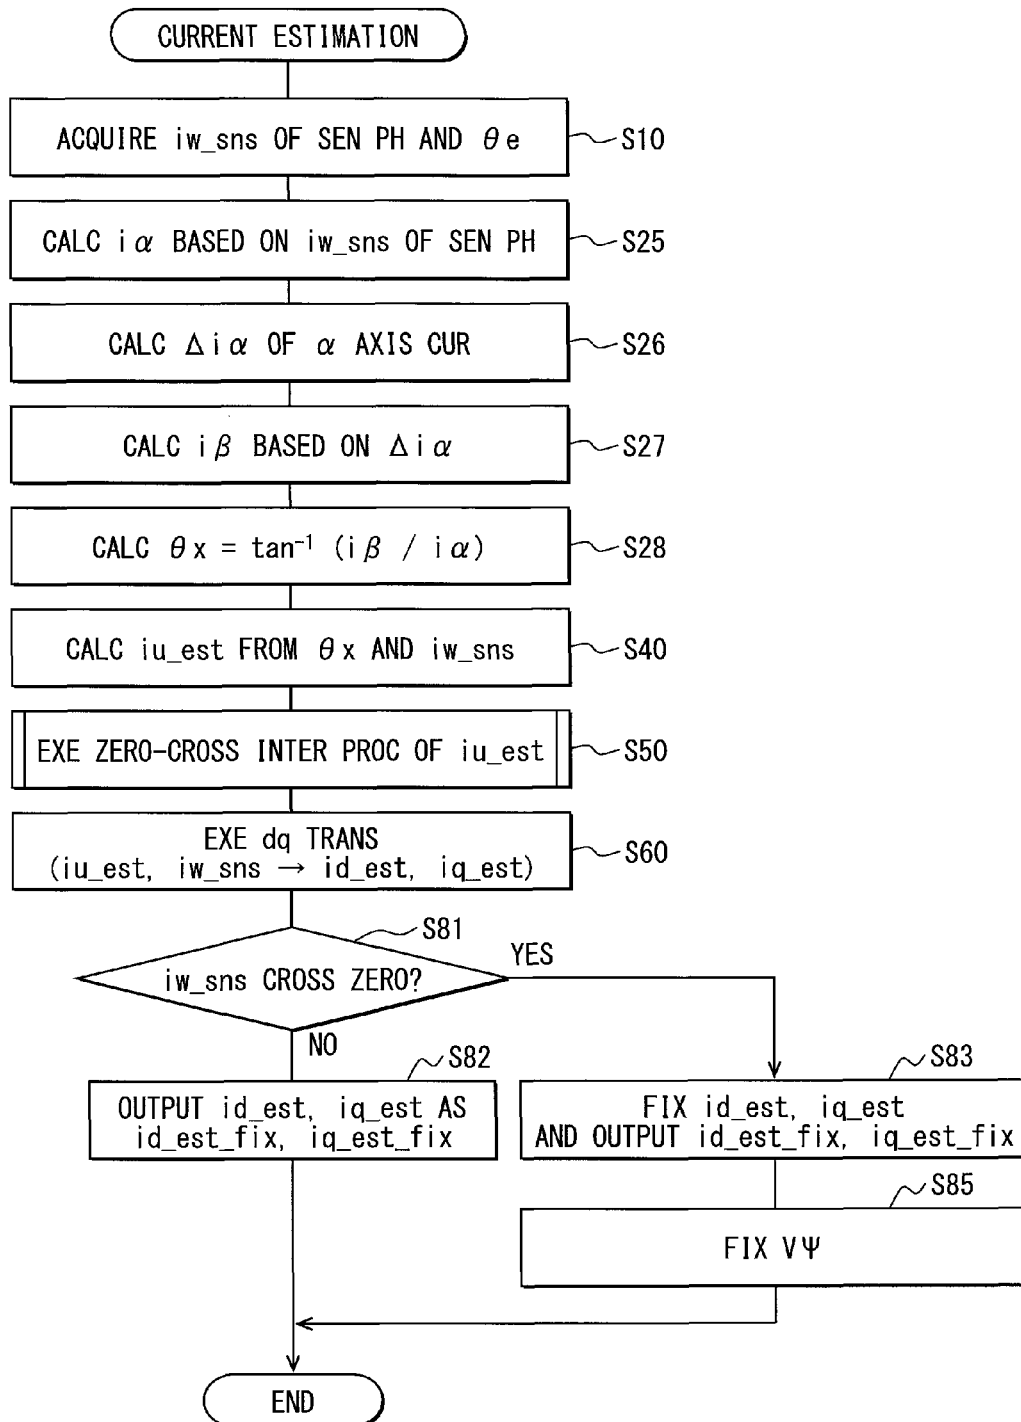 CURRENT ESTIMATION
ACQUIRE iw_sns OF SEN PH AND θe
S10
CALC iα BASED ON iw_sns OF SEN PH
S25
CALC Δiα OF α AXIS CUR
S26
CALC iβ BASED ON Δiα
S27
CALC θx = tan⁻¹ (iβ / iα)
S28
CALC iu_est FROM θx AND iw_sns
S40
EXE ZERO-CROSS INTER PROC OF iu_est
S50
EXE dq TRANS
(iu_est, iw_sns → id_est, iq_est)
S60
S81
iw_sns CROSS ZERO?
YES
NO
S82
OUTPUT id_est, iq_est AS
id_est_fix, iq_est_fix
S83
FIX id_est, iq_est
AND OUTPUT id_est_fix, iq_est_fix
S85
FIX VΨ
END